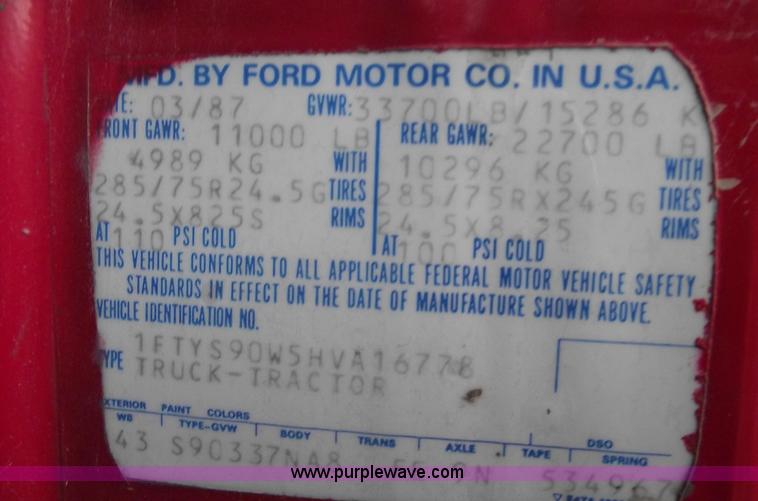 MFD. BY FORD MOTOR CO. IN U.S.A.
03/87 GVWR: 33700LB/15286 K
FRONT GAWR: 11000 LB REAR GAWR: 22700 LB
4989 KG WITH 10296 KG WITH
285/75R24.5G TIRES 285/75RX245G TIRES
24.5X825S RIMS 24.5X8.25 RIMS
AT 110 PSI COLD AT 100 PSI COLD
THIS VEHICLE CONFORMS TO ALL APPLICABLE FEDERAL MOTOR VEHICLE SAFETY
STANDARDS IN EFFECT ON THE DATE OF MANUFACTURE SHOWN ABOVE.
VEHICLE IDENTIFICATION NO.
1FTYS90W5HVA16778
TYPE TRUCK-TRACTOR
EXTERIOR PAINT COLORS DSO
WB TYPE-GVW BODY TRANS AXLE TAPE SPRING
43 S90337NA8
www.purplewave.com